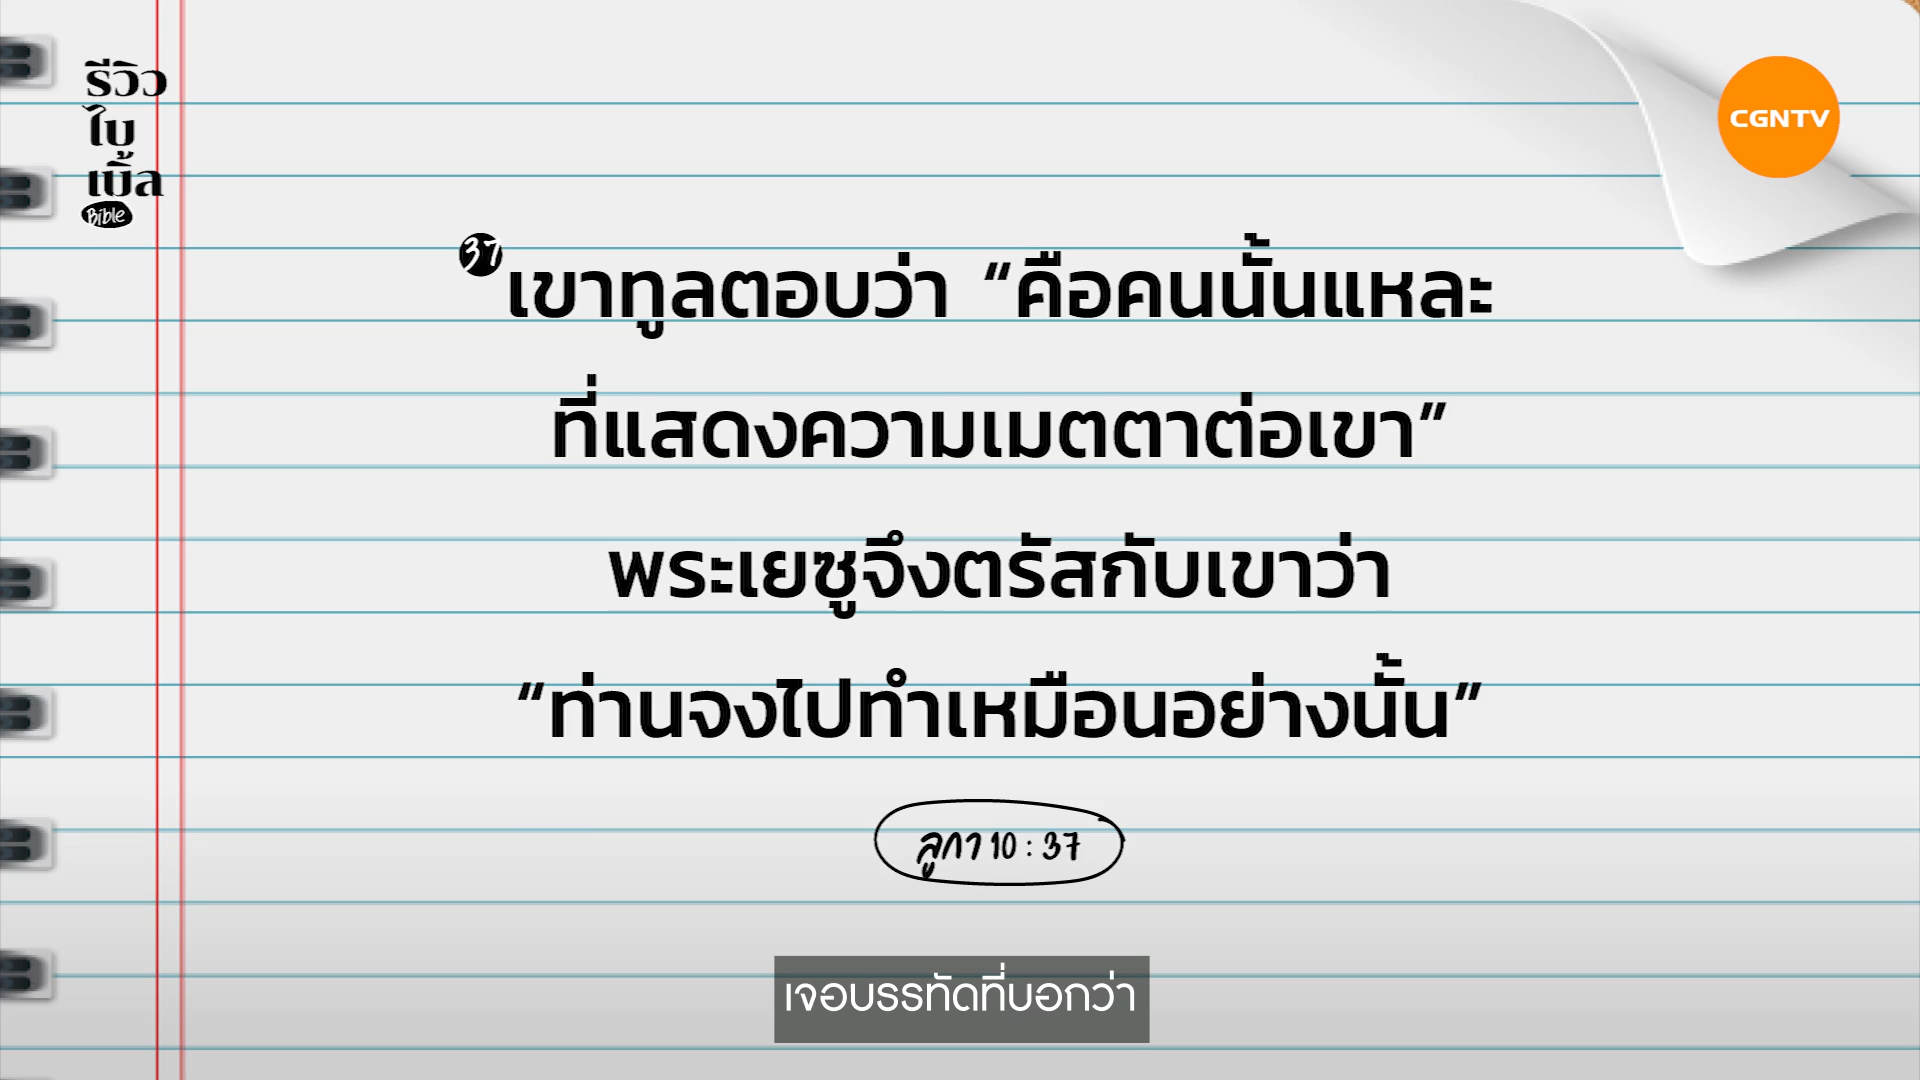 รีวิว
ไบ
เบิ้ล
Bible
CGNTV
37 เขาทูลตอบว่า “คือคนนั้นแหละ
ที่แสดงความเมตตาต่อเขา”
พระเยซูจึงตรัสกับเขาว่า
“ท่านจงไปทำเหมือนอย่างนั้น”
ลูกา 10 : 37
เจอบรรทัดที่บอกว่า